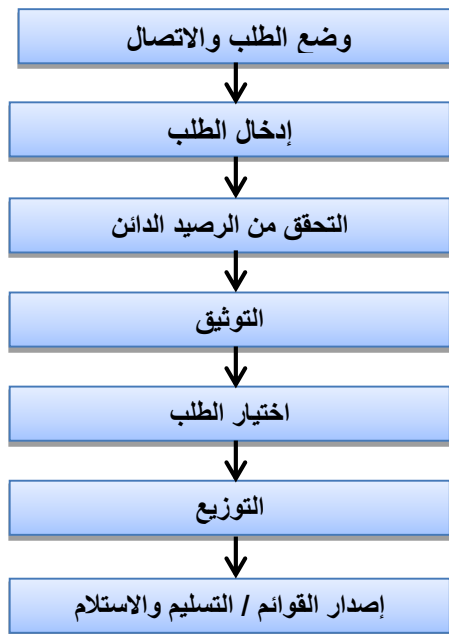 وضع الطلب والاتصال
إدخال الطلب
التحقق من الرصيد الدائن
التوثيق
اختيار الطلب
التوزيع
إصدار القوائم / التسليم والاستلام